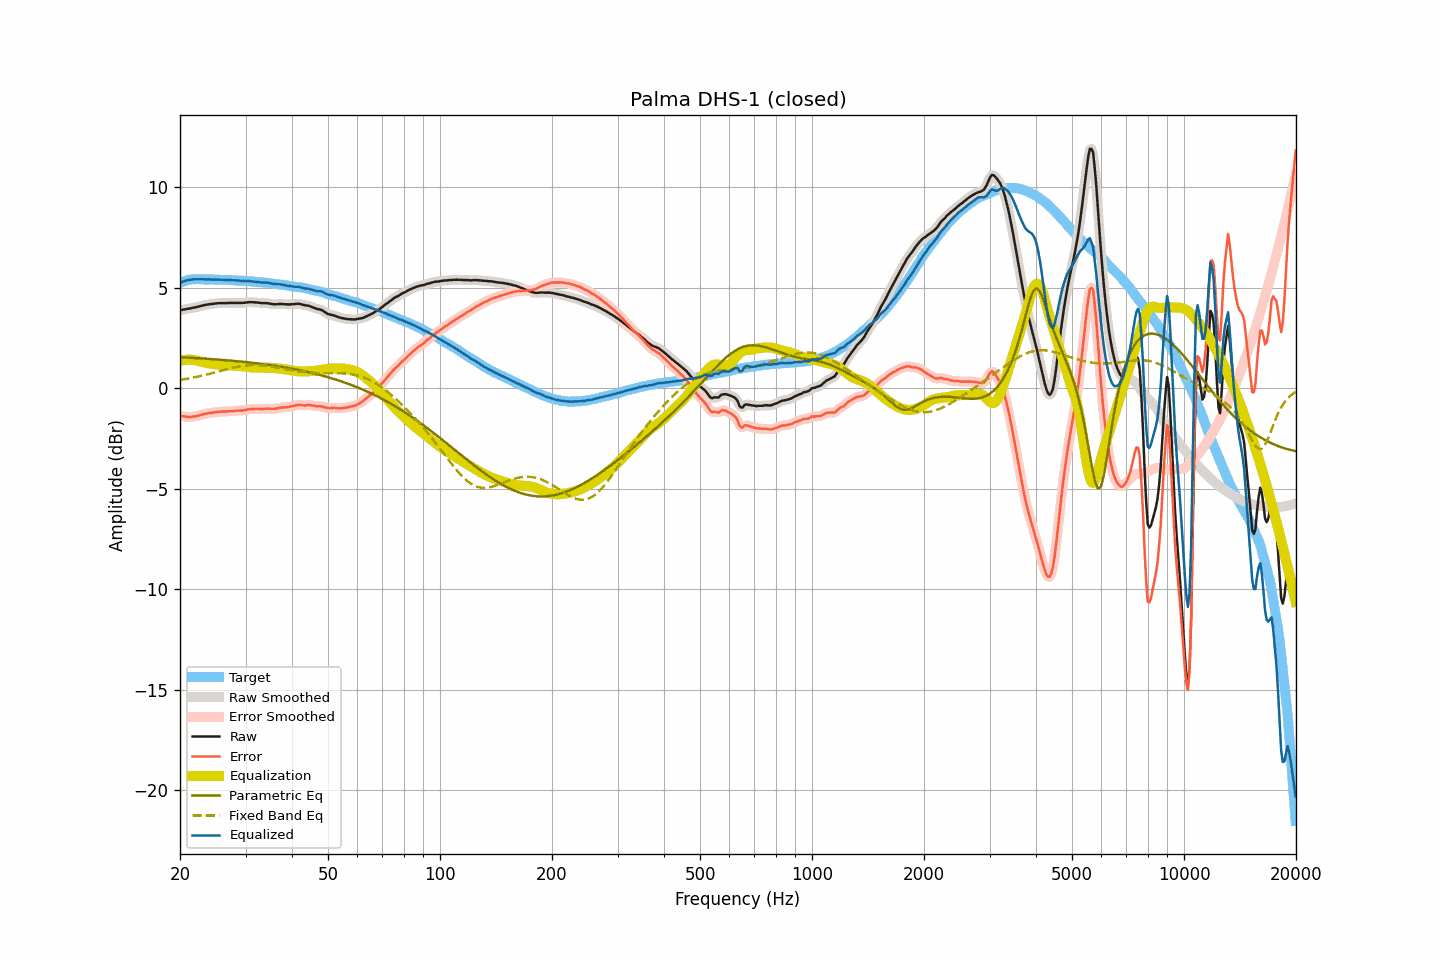 Palma DHS-1 (closed)
Amplitude (dBr)
10
5
0
−5
−10
−15
−20
Target
Raw Smoothed
Error Smoothed
Raw
Error
Equalization
Parametric Eq
Fixed Band Eq
Equalized
20 50 100 200 500 1000 2000 5000 10000 20000
Frequency (Hz)